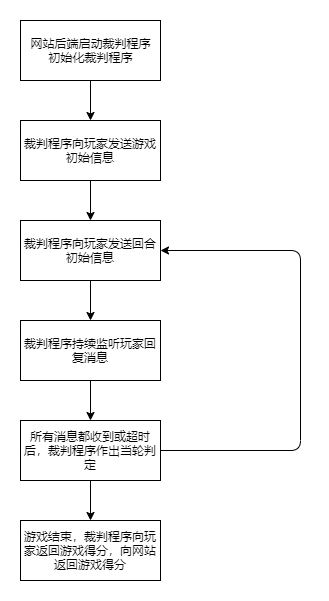 网站后端启动裁判程序
初始化裁判程序
裁判程序向玩家发送游戏
初始信息
裁判程序向玩家发送回合
初始信息
裁判程序持续监听玩家回
复消息
所有消息都收到或超时
后，裁判程序作出当轮判
定
游戏结束，裁判程序向玩
家返回游戏得分，向网站
返回游戏得分